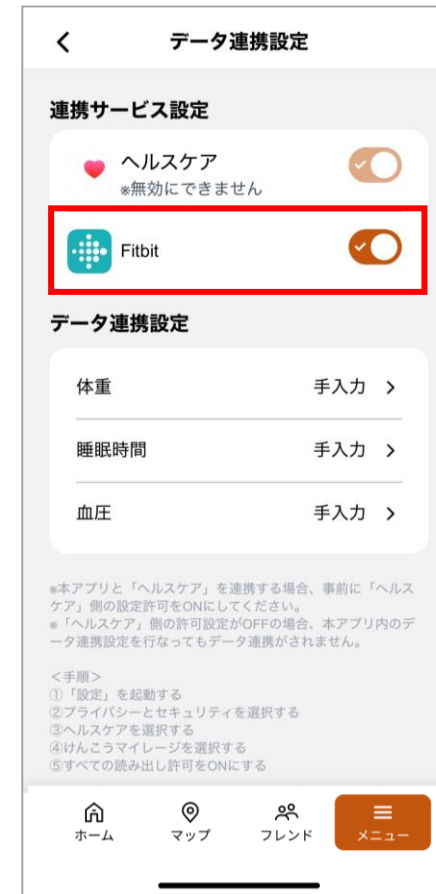 データ連携設定
連携サービス設定
ヘルスケア
※無効にできません
Fitbit
データ連携設定
体重 手入力
睡眠時間 手入力
血圧 手入力
※本アプリと「ヘルスケア」を連携する場合、事前に「ヘルス
ケア」側の設定許可をONにしてください。
※「ヘルスケア」側の許可設定がOFFの場合、本アプリ内のデ
ータ連携設定を行なってもデータ連携がされません。
<手順>
①「設定」を起動する
②プライバシーとセキュリティを選択する
③ヘルスケアを選択する
④けんこうマイレージを選択する
⑤すべての読み出し許可をONにする
ホーム マップ フレンド メニュー